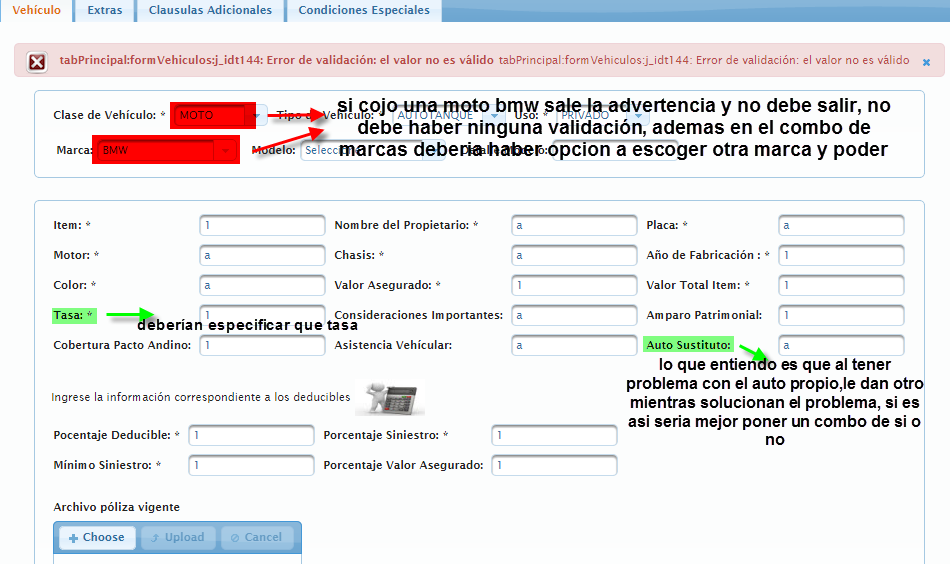 Vehículo Extras Clausulas Adicionales Condiciones Especiales
tabPrincipal:formVehiculos:j_idt144: Error de validación: el valor no es válido tabPrincipal:formVehiculos:j_idt144: Error de validación: el valor no es válido
Clase de Vehículo: * MOTO Tipo de Vehículo: * AUTOTANQUE Uso: * PRIVADO
si cojo una moto bmw sale la advertencia y no debe salir, no
debe haber ninguna validación, ademas en el combo de
marcas deberia haber opcion a escoger otra marca y poder
Marca: BMW Modelo: Seleccione
Item: * 1 Nombre del Propietario: * a Placa: * a
Motor: * a Chasis: * a Año de Fabricación : * 1
Color: * a Valor Asegurado: * 1 Valor Total Item: * 1
Tasa: * 1 Consideraciones Importantes: a Amparo Patrimonial: 1
deberían especificar que tasa
Cobertura Pacto Andino: 1 Asistencia Vehícular: a Auto Sustituto: a
lo que entiendo es que al tener
problema con el auto propio,le dan otro
mientras solucionan el problema, si es
asi seria mejor poner un combo de si o
no
Ingrese la información correspondiente a los deducibles
Pocentaje Deducible: * 1 Porcentaje Siniestro: * 1
Mínimo Siniestro: * 1 Porcentaje Valor Asegurado: 1
Archivo póliza vigente
Choose Upload Cancel